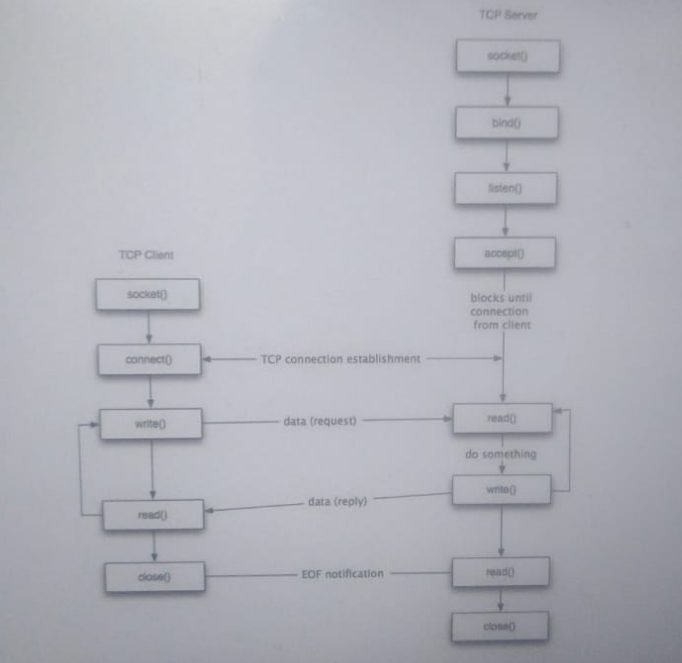 TCP Server
socket()
bind()
listen()
accept()
blocks until
connection
from client
TCP Client
socket()
connect()
TCP connection establishment
write()
data (request)
read()
do something
write()
data (reply)
read()
close()
EOF notification
read()
close()